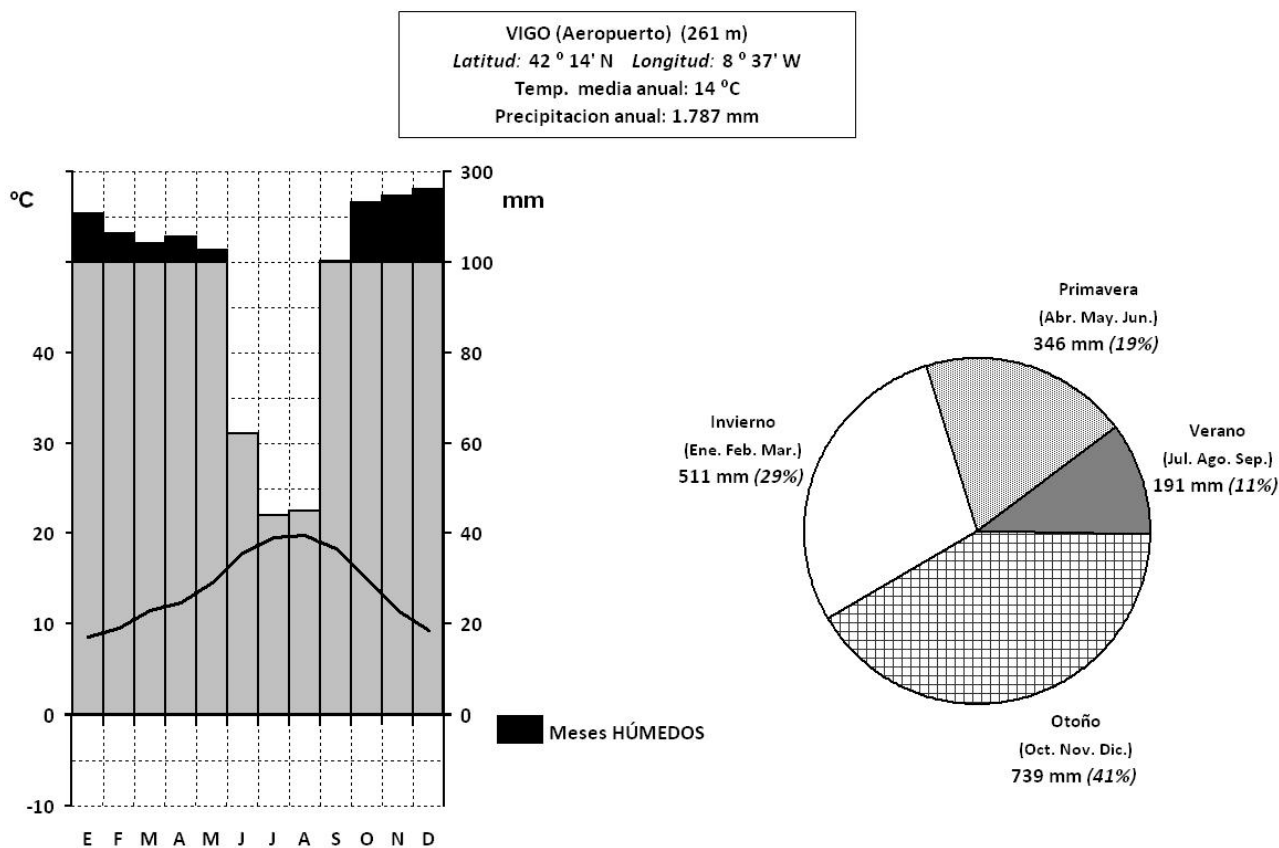 VIGO (Aeropuerto) (261 m)
Latitud: 42 º 14' N Longitud: 8 º 37' W
Temp. media anual: 14 ºC
Precipitacion anual: 1.787 mm
ºC
mm
300
100
80
60
40
20
0
40
30
20
10
0
-10
E F M A M J J A S O N D
Meses HÚMEDOS
Primavera
(Abr. May. Jun.)
346 mm (19%)
Invierno
(Ene. Feb. Mar.)
511 mm (29%)
Verano
(Jul. Ago. Sep.)
191 mm (11%)
Otoño
(Oct. Nov. Dic.)
739 mm (41%)